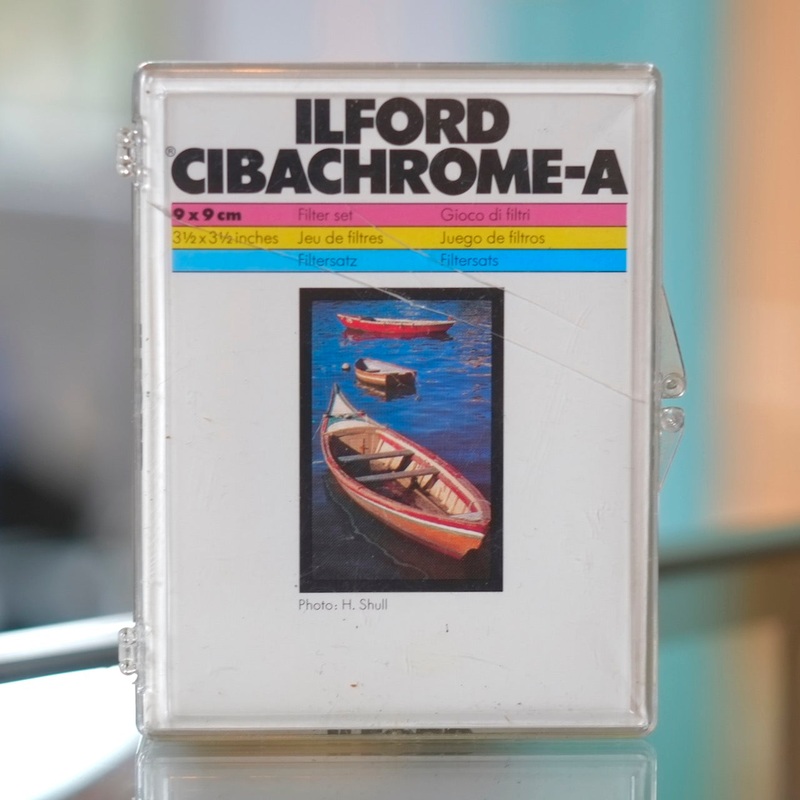 ILFORD
®CIBACHROME-A
9 x 9 cm Filter set Gioco di filtri
3½ x 3½ inches Jeu de filtres Juego de filtros
Filtersatz Filtersats
Photo: H. Shull
ILFORD